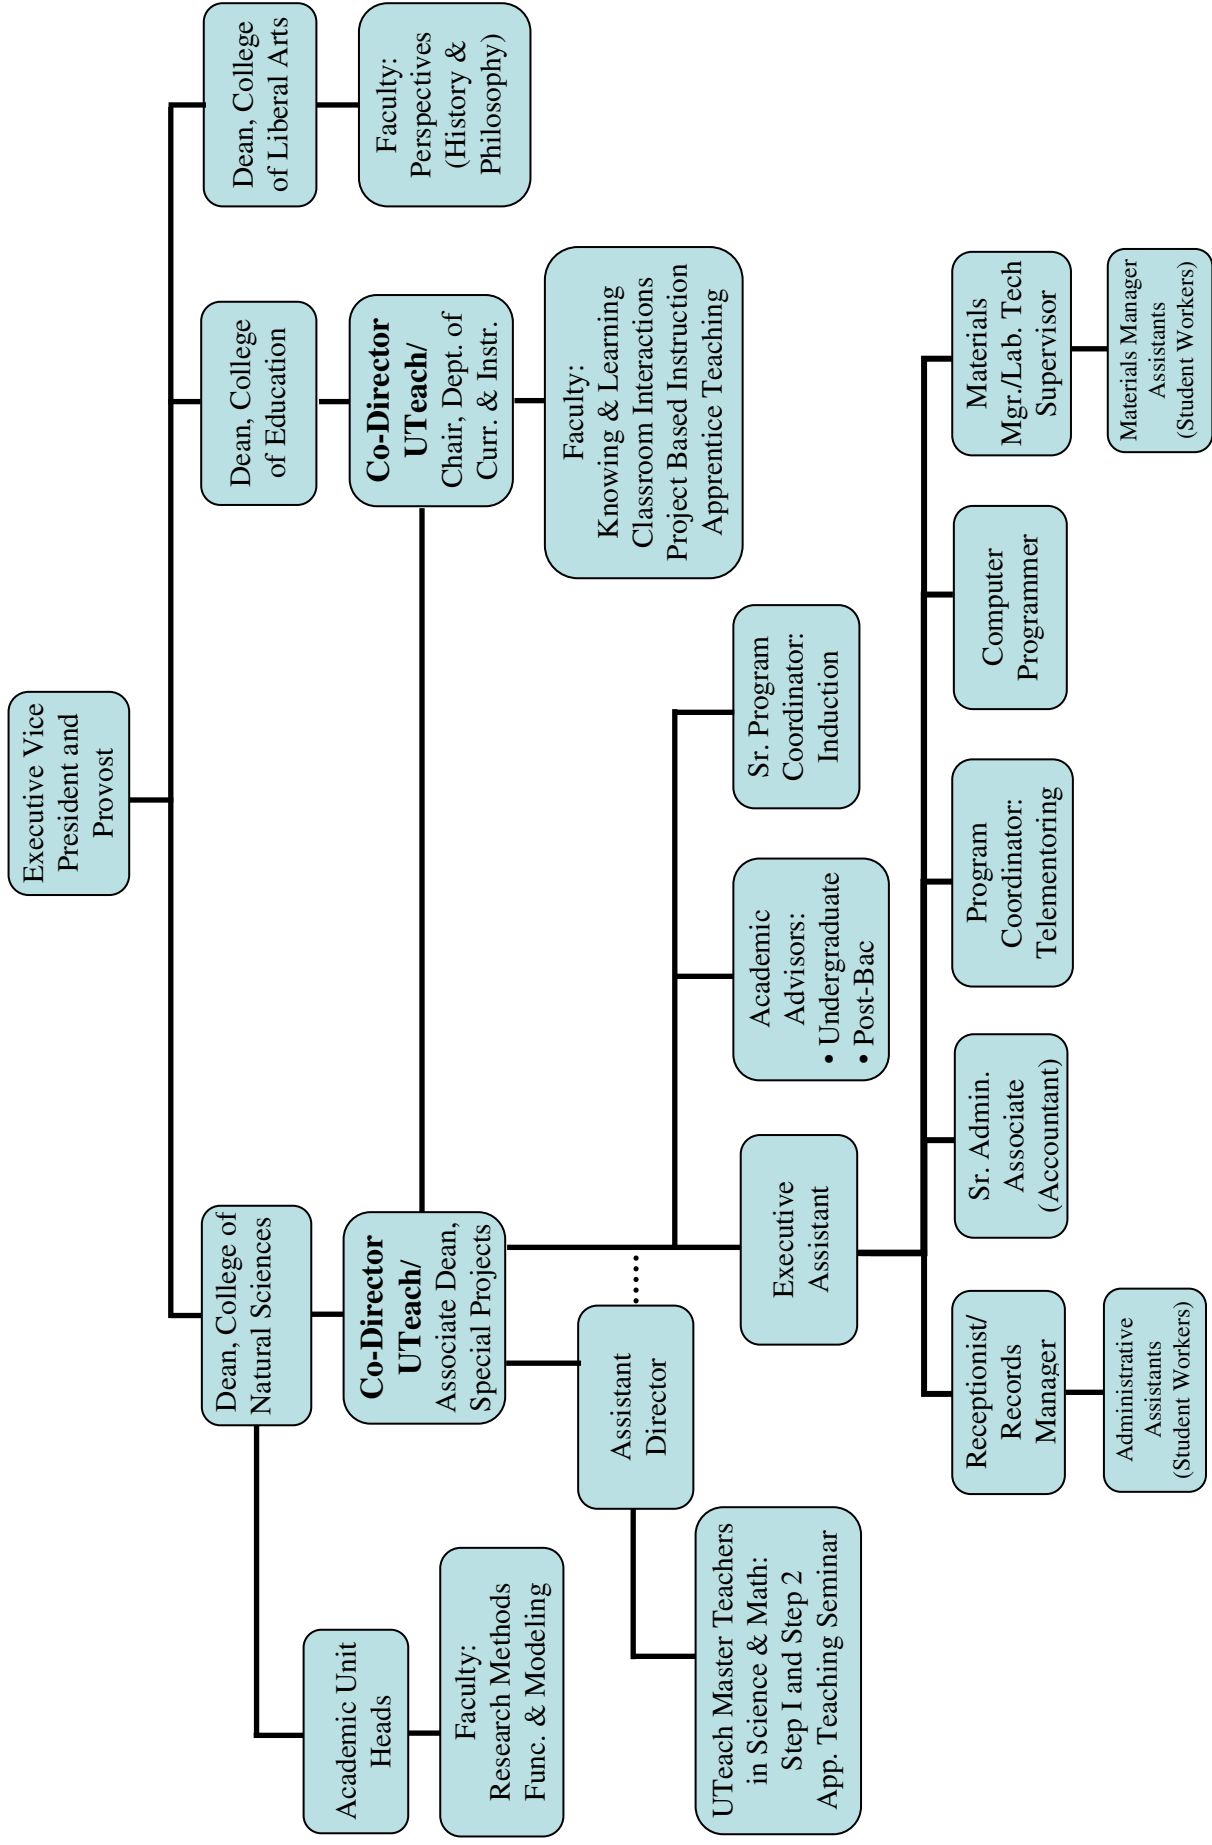 Executive Vice
President and
Provost
Dean, College of
Natural Sciences
Dean, College
of Education
Dean, College
of Liberal Arts
Academic Unit
Heads
Co-Director
UTeach/
Associate Dean,
Special Projects
Co-Director
UTeach/
Chair, Dept. of
Curr. & Instr.
Faculty:
Perspectives
(History &
Philosophy)
Faculty:
Research Methods
Func. & Modeling
Assistant
Director
Faculty:
Knowing & Learning
Classroom Interactions
Project Based Instruction
Apprentice Teaching
UTeach Master Teachers
in Science & Math:
Step I and Step 2
App. Teaching Seminar
Executive
Assistant
Academic
Advisors:
• Undergraduate
• Post-Bac
Sr. Program
Coordinator:
Induction
Receptionist/
Records
Manager
Sr. Admin.
Associate
(Accountant)
Program
Coordinator:
Telementoring
Computer
Programmer
Materials
Mgr./Lab. Tech
Supervisor
Administrative
Assistants
(Student Workers)
Materials Manager
Assistants
(Student Workers)